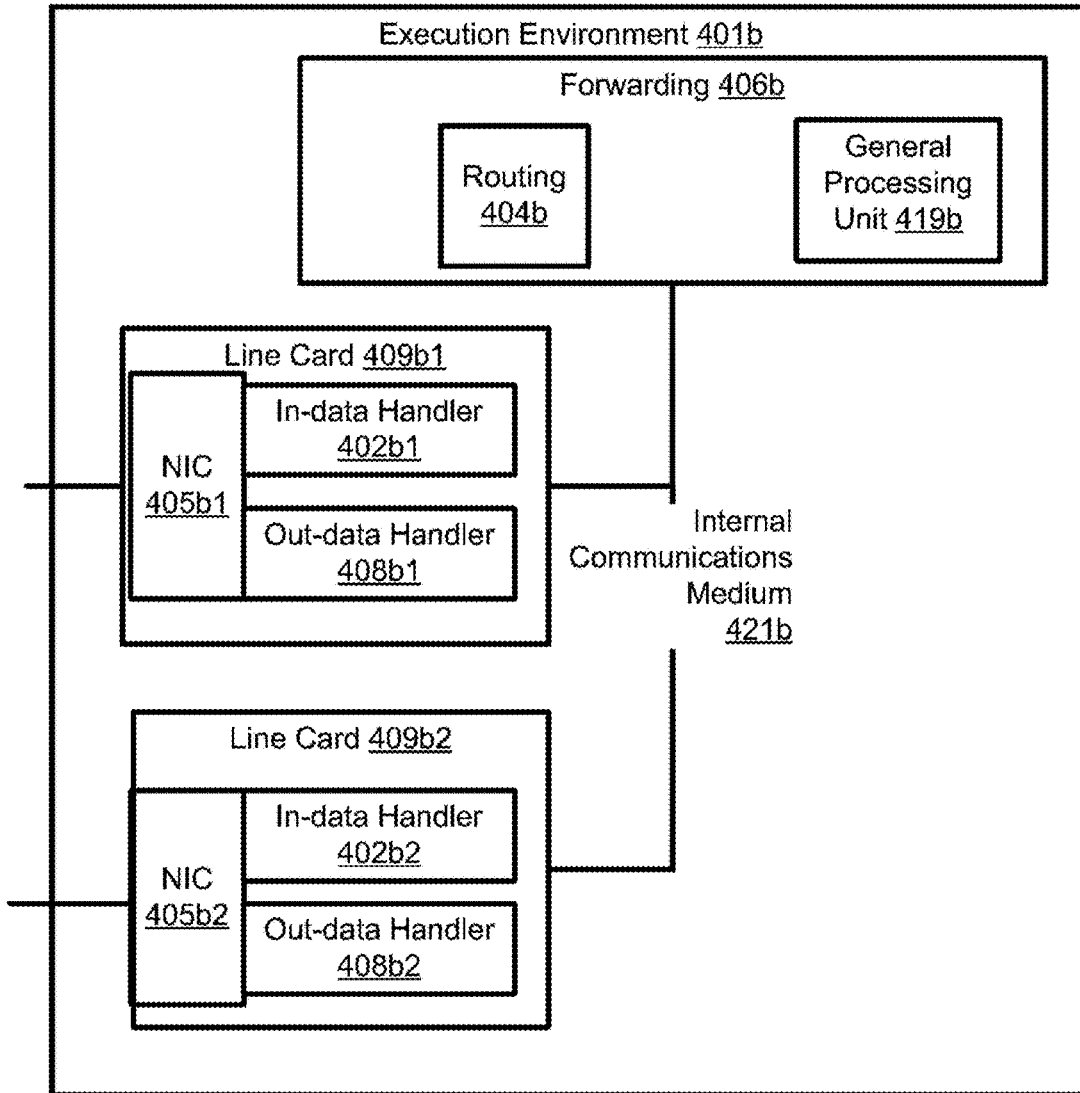 Execution Environment 401b
Forwarding 406b
Routing
404b
General
Processing
Unit 419b
Line Card 409b1
NIC
405b1
In-data Handler
402b1
Out-data Handler
408b1
Internal
Communications
Medium
421b
Line Card 409b2
NIC
405b2
In-data Handler
402b2
Out-data Handler
408b2